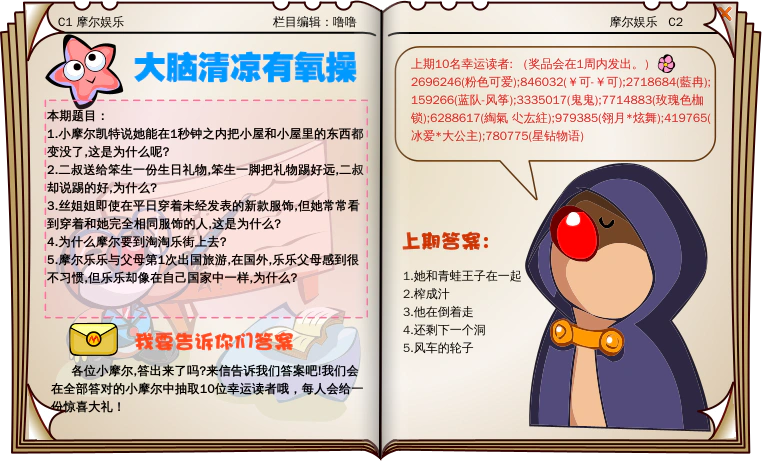 C1 摩尔娱乐
栏目编辑：噜噜
大脑清凉有氧操
本期题目：
1.小摩尔凯特说她能在1秒钟之内把小屋和小屋里的东西都
变没了,这是为什么呢?
2.二叔送给笨生一份生日礼物,笨生一脚把礼物踢好远,二叔
却说踢的好,为什么?
3.丝姐姐即使在平日穿着未经发表的新款服饰,但她常常看
到穿着和她完全相同服饰的人,这是为什么?
4.为什么摩尔要到淘淘乐街上去?
5.摩尔乐乐与父母第1次出国旅游,在国外,乐乐父母感到很
不习惯,但乐乐却像在自己国家中一样,为什么?
我要告诉你们答案
各位小摩尔,答出来了吗?来信告诉我们答案吧!我们会
在全部答对的小摩尔中抽取10位幸运读者哦，每人会给一
份惊喜大礼！
摩尔娱乐 C2
上期10名幸运读者: （奖品会在1周内发出。）
2696246(粉色可爱);846032(￥可-￥可);2718684(藍冉);
159266(蓝队-风筝);3335017(鬼鬼);7714883(玫瑰色枷
锁);6288617(絢氣 尐厷紸);979385(翎月*炫舞);419765(
冰爱*大公主);780775(星钻物语)
上期答案：
1.她和青蛙王子在一起
2.榨成汁
3.他在倒着走
4.还剩下一个洞
5.风车的轮子